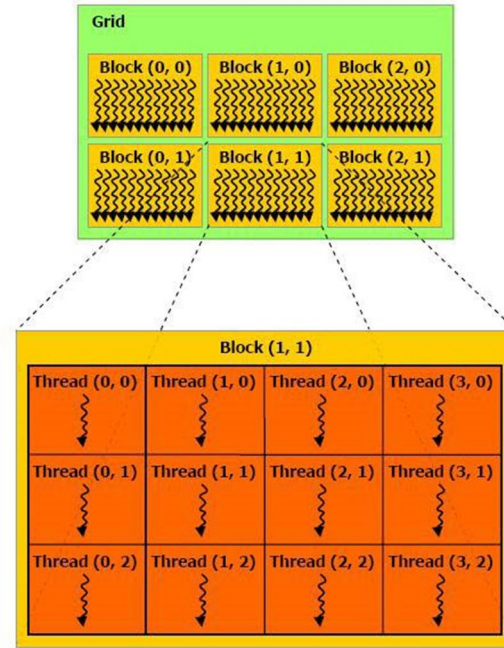 Grid
Block (0, 0) Block (1, 0) Block (2, 0)
Block (0, 1) Block (1, 1) Block (2, 1)
Block (1, 1)
Thread (0, 0) Thread (1, 0) Thread (2, 0) Thread (3, 0)
Thread (0, 1) Thread (1, 1) Thread (2, 1) Thread (3, 1)
Thread (0, 2) Thread (1, 2) Thread (2, 2) Thread (3, 2)